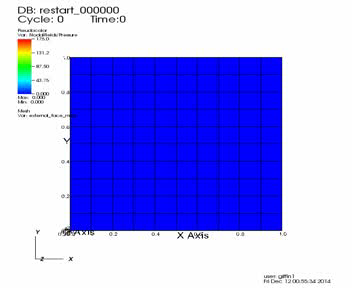 DB: restart_000000
Cycle: 0 Time:0
Pseudocolor
Var: NodalFields/Pressure
175.0
131.2
87.50
43.75
0.000
Max: 0.000
Min: 0.000
Mesh
1.0
0.8
0.6
Y
0.4
0.2
Axis
0.2
0.4
0.6
0.8
1.0
X Axis
Y
Z
X
user: giffin1
Fri Dec 12 00:55:34 2014